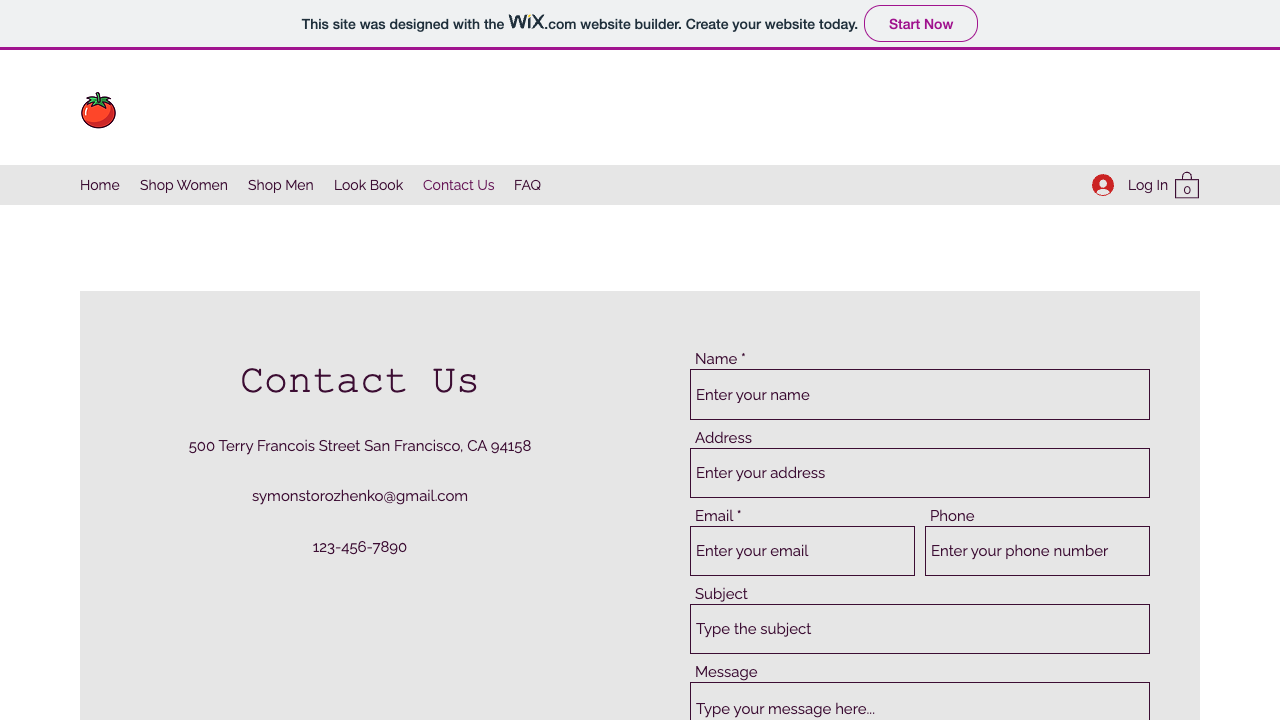 This site was designed with the WiX.com website builder. Create your website today.
Start Now
Home
Shop Women
Shop Men
Look Book
Contact Us
FAQ
Log In
0
Contact Us
500 Terry Francois Street San Francisco, CA 94158
symonstorozhenko@gmail.com
123-456-7890
Name *
Enter your name
Address
Enter your address
Email *
Enter your email
Phone
Enter your phone number
Subject
Type the subject
Message
Type your message here...